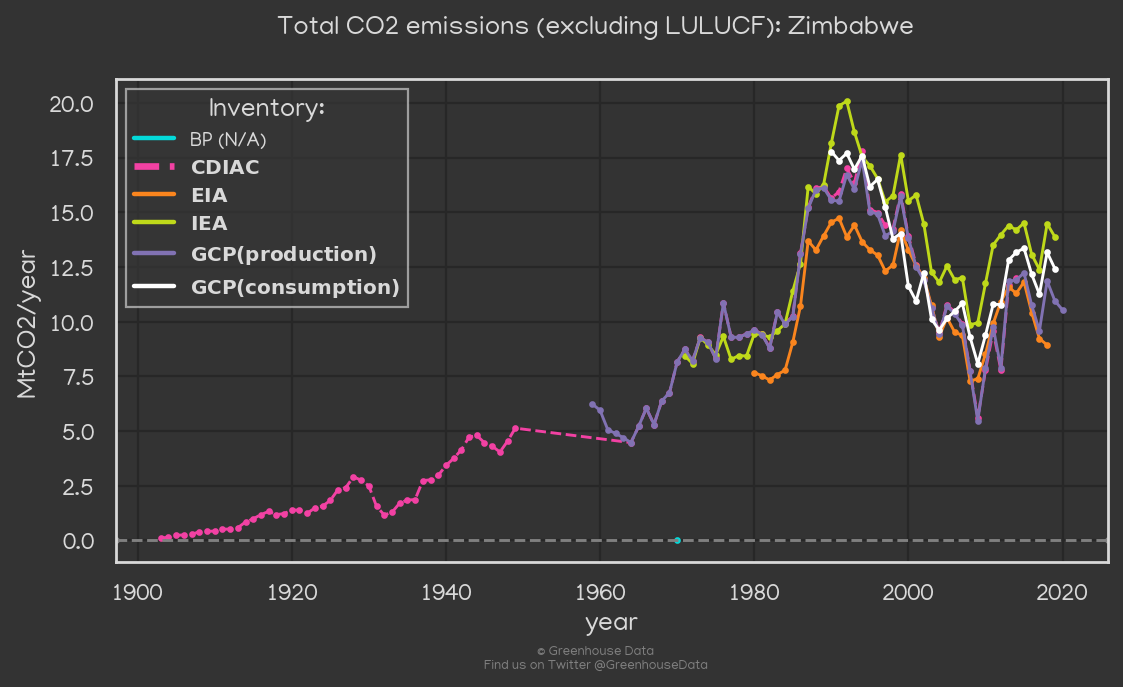 Total CO2 emissions (excluding LULUCF): Zimbabwe
Inventory:
BP (N/A)
CDIAC
EIA
IEA
GCP(production)
GCP(consumption)
MtCO2/year
20.0
17.5
15.0
12.5
10.0
7.5
5.0
2.5
0.0
1900 1920 1940 1960 1980 2000 2020
year
© Greenhouse Data
Find us on Twitter @GreenhouseData